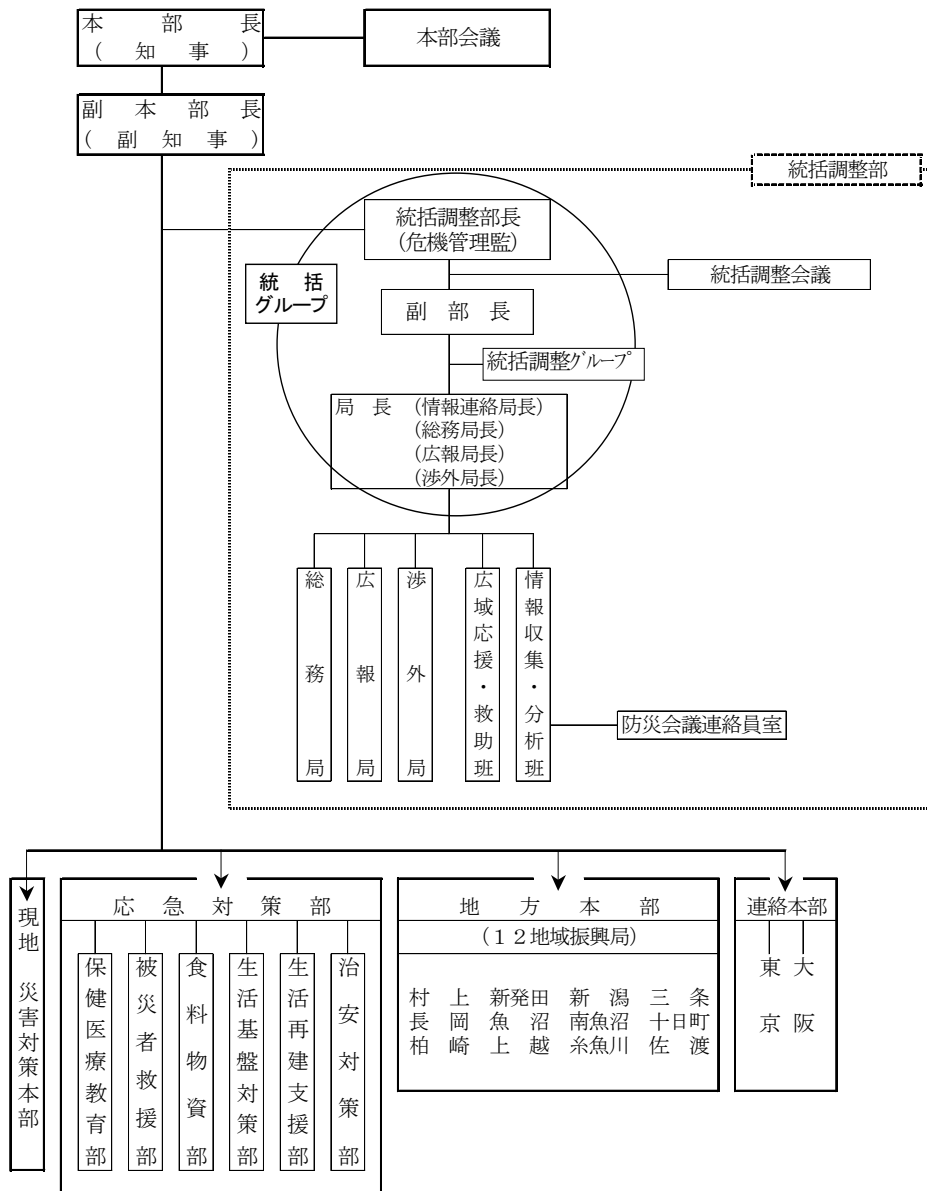 本部長
(知事)
本部会議
副本部長
(副知事)
統括調整部
統括調整部長
(危機管理監)
統括調整会議
統括
グループ
副部長
統括調整グループ
局長 (情報連絡局長)
(総務局長)
(広報局長)
(渉外局長)
総務局
広報局
渉外局
広域応援・救助班
情報収集・分析班
防災会議連絡員室
現地 災害対策本部
応急対策部
保健医療教育部
被災者救援部
食料物資部
生活基盤対策部
生活再建支援部
治安対策部
地方本部
(12地域振興局)
村上 新発田 新潟 三条
長岡 魚沼 南魚沼 十日町
柏崎 上越 糸魚川 佐渡
連絡本部
東京
大阪